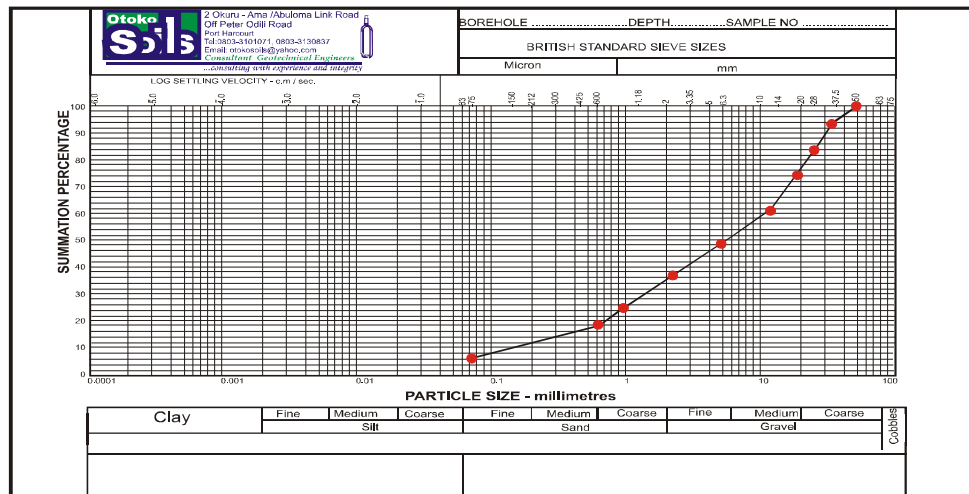 Otoko
Soils
2 Okuru - Ama /Abuloma Link Road
Off Peter Odili Road
Port Harcourt
Tel:0803-3101071, 0803-3130837
Email: otokosoils@yahoo.com
Consultant Geotechnical Engineers
...consulting with experience and integrity
BOREHOLE ........................DEPTH.................SAMPLE NO ........................
BRITISH STANDARD SIEVE SIZES
Micron mm
LOG SETTLING VELOCITY - c.m / sec.
-6.0 -5.0 -4.0 -3.0 -2.0 -1.0 63 -75 -150 212 300 -425 -600 -1.18 2 -3.35 -5 6.3 10 -14 -20 -28 -37.5 -50 -63 75
SUMMATION PERCENTAGE
100
90
80
70
60
50
40
30
20
10
0
0.0001 0.001 0.01 0.1 1 10 100
PARTICLE SIZE - millimetres
Clay Fine Medium Coarse Fine Medium Coarse Fine Medium Coarse Cobbles
Silt Sand Gravel